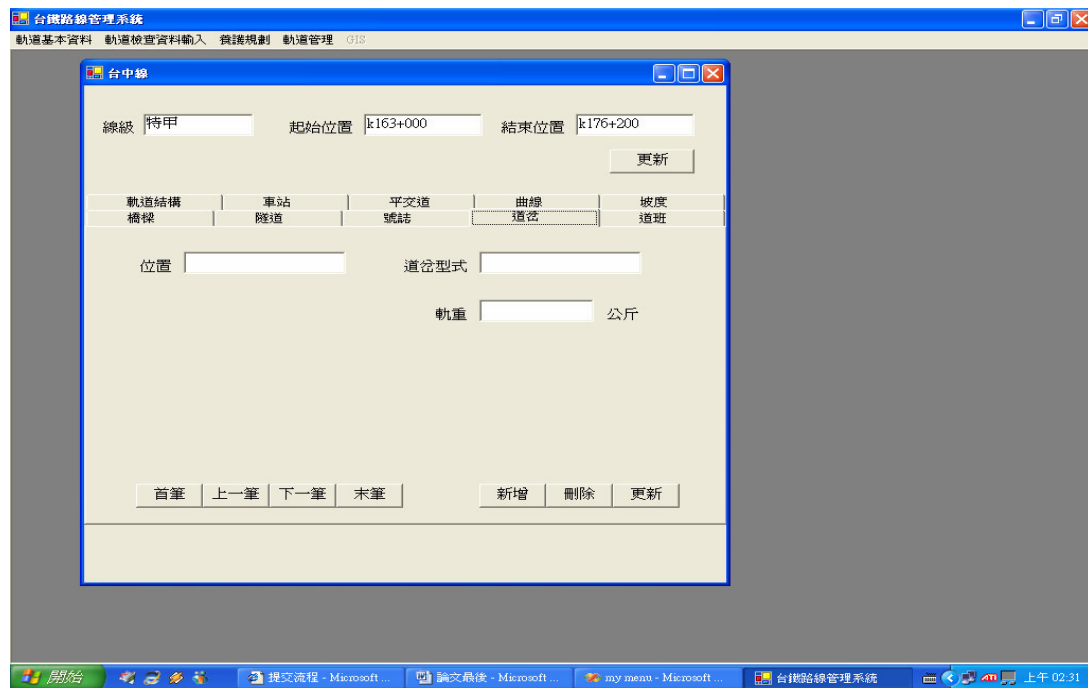 台鐵路線管理系統
軌道基本資料 軌道檢查資料輸入 養護規劃 軌道管理 GIS
台中線
線級 特甲 起始位置 k163+000 結束位置 k176+200
更新
軌道結構 車站 平交道 曲線 坡度
橋樑 隧道 號誌 道岔 道班
位置 道岔型式
軌重 公斤
首筆 上一筆 下一筆 末筆 新增 刪除 更新
開始 提交流程 - Microsoft ... 論文最後 - Microsoft ... my menu - Microsoft ... 台鐵路線管理系統 上午 02:31